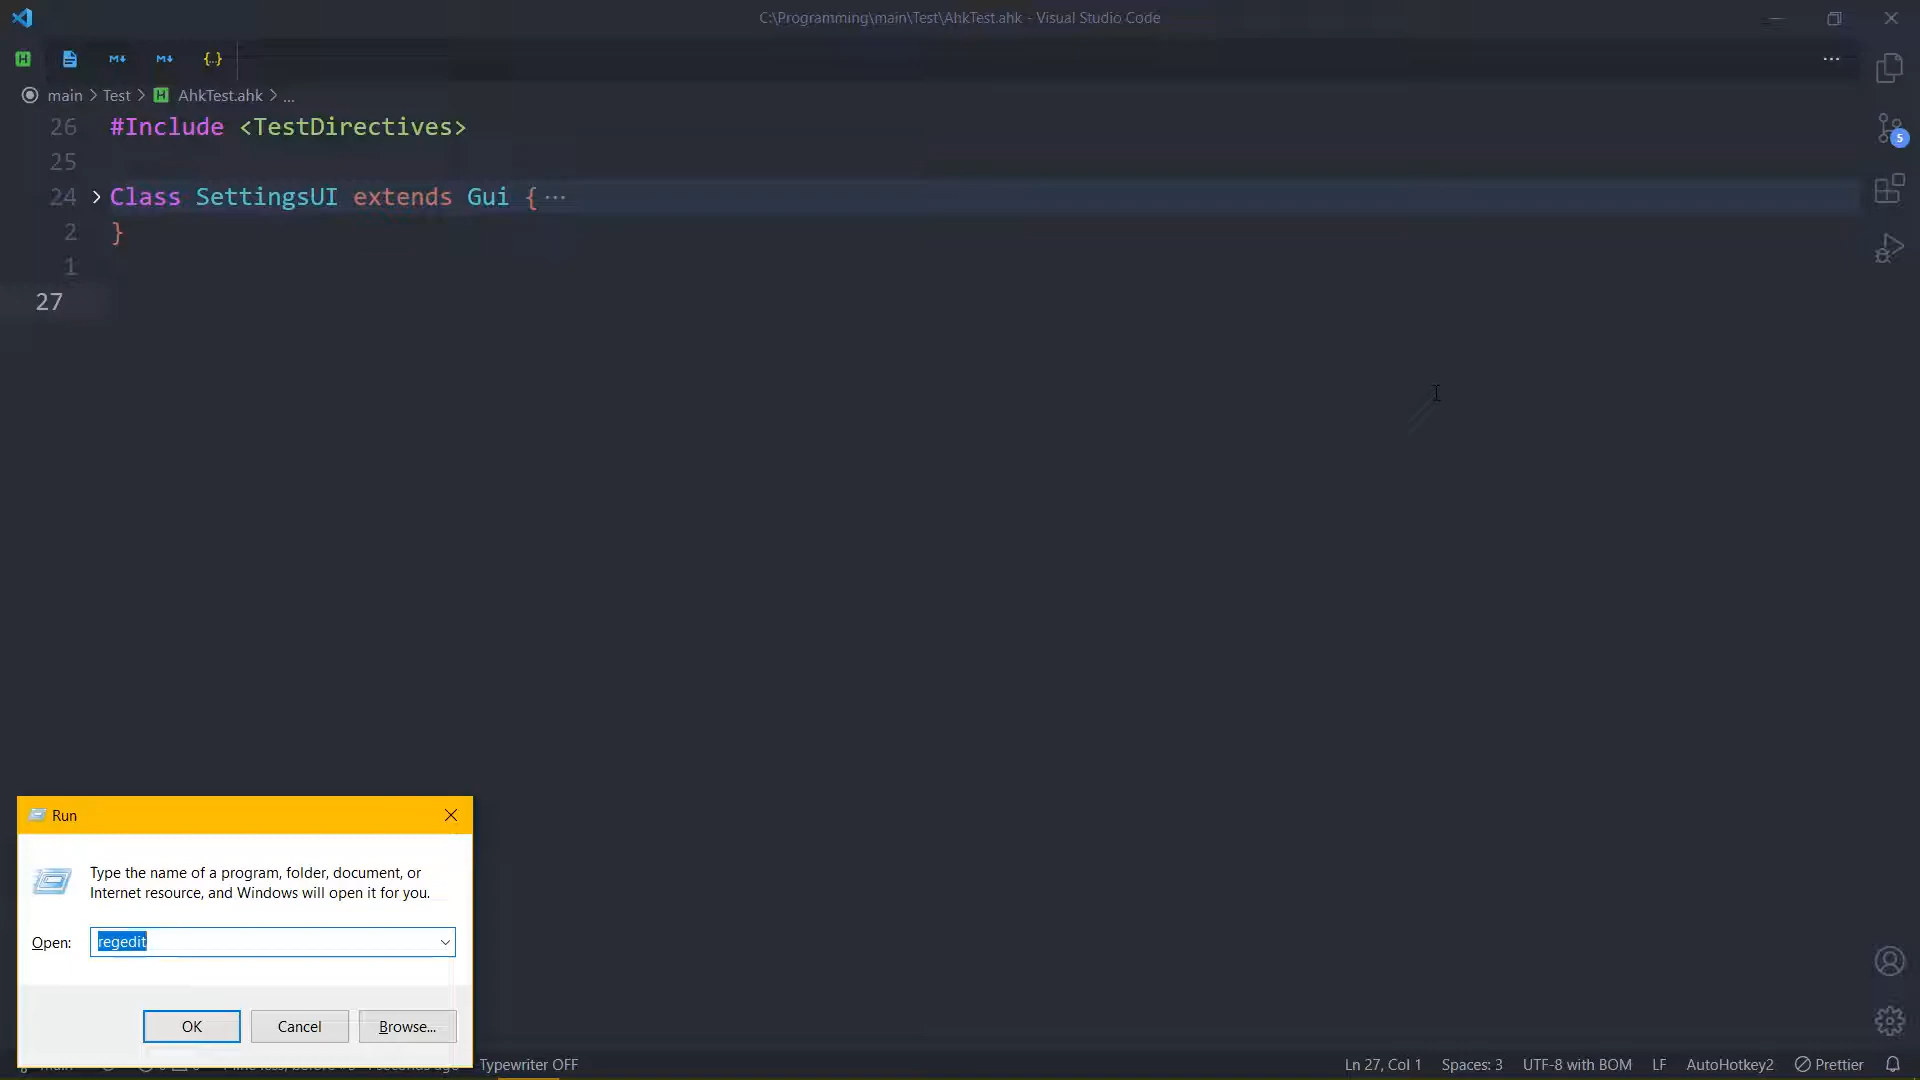 C:\Programming\main\Test\AhkTest.ahk - Visual Studio Code
main > Test > AhkTest.ahk > ...
26 #Include <TestDirectives>
25
24 Class SettingsUI extends Gui { ···
2 }
1
27
5
Run
Type the name of a program, folder, document, or
Internet resource, and Windows will open it for you.
Open: regedit
OK Cancel Browse...
Typewriter OFF Ln 27, Col 1 Spaces: 3 UTF-8 with BOM LF AutoHotkey2 Prettier